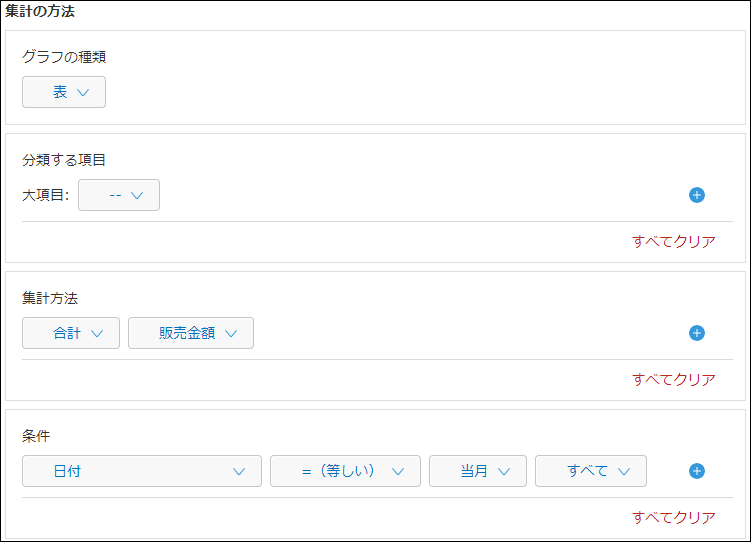 集計の方法
グラフの種類
表
分類する項目
大項目: --
すべてクリア
集計方法
合計 販売金額
すべてクリア
条件
日付 =（等しい） 当月 すべて
すべてクリア